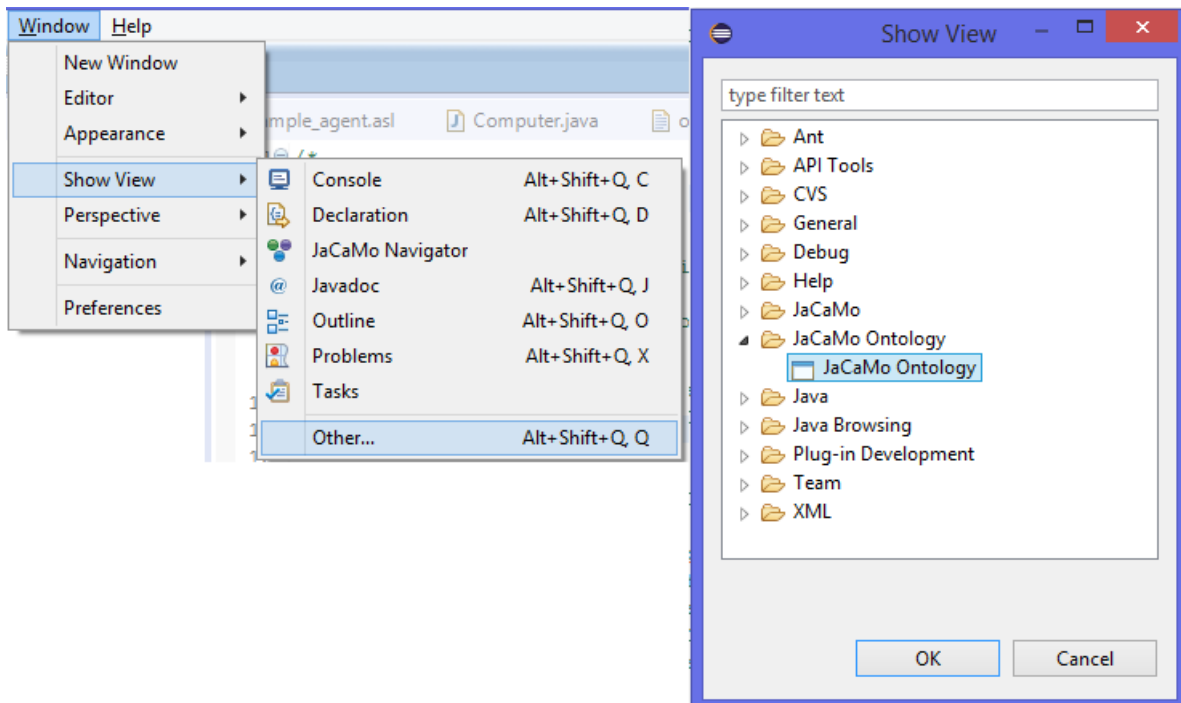 Window Help
New Window
Editor
Appearance
Show View
Perspective
Navigation
Preferences
mple_agent.asl Computer.java
/*
Console Alt+Shift+Q, C
Declaration Alt+Shift+Q, D
JaCaMo Navigator
Javadoc Alt+Shift+Q, J
Outline Alt+Shift+Q, O
Problems Alt+Shift+Q, X
Tasks
Other... Alt+Shift+Q, Q
Show View
type filter text
Ant
API Tools
CVS
General
Debug
Help
JaCaMo
JaCaMo Ontology
JaCaMo Ontology
Java
Java Browsing
Plug-in Development
Team
XML
OK Cancel